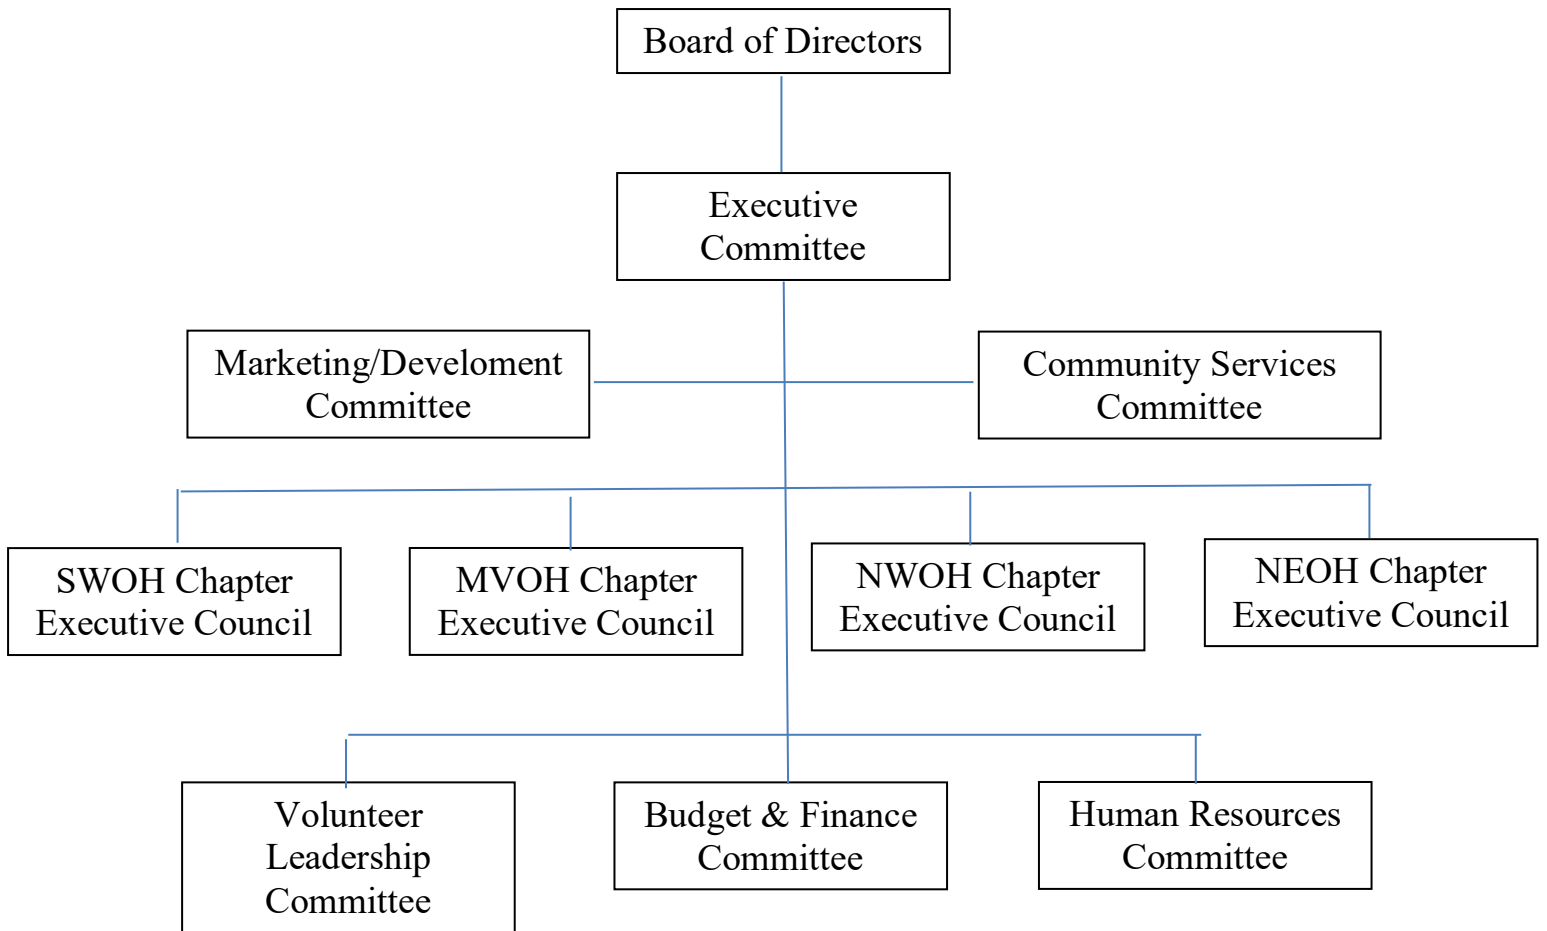 Board of Directors
Executive
Committee
Marketing/Develoment
Committee
Community Services
Committee
SWOH Chapter
Executive Council
MVOH Chapter
Executive Council
NWOH Chapter
Executive Council
NEOH Chapter
Executive Council
Volunteer
Leadership
Committee
Budget & Finance
Committee
Human Resources
Committee